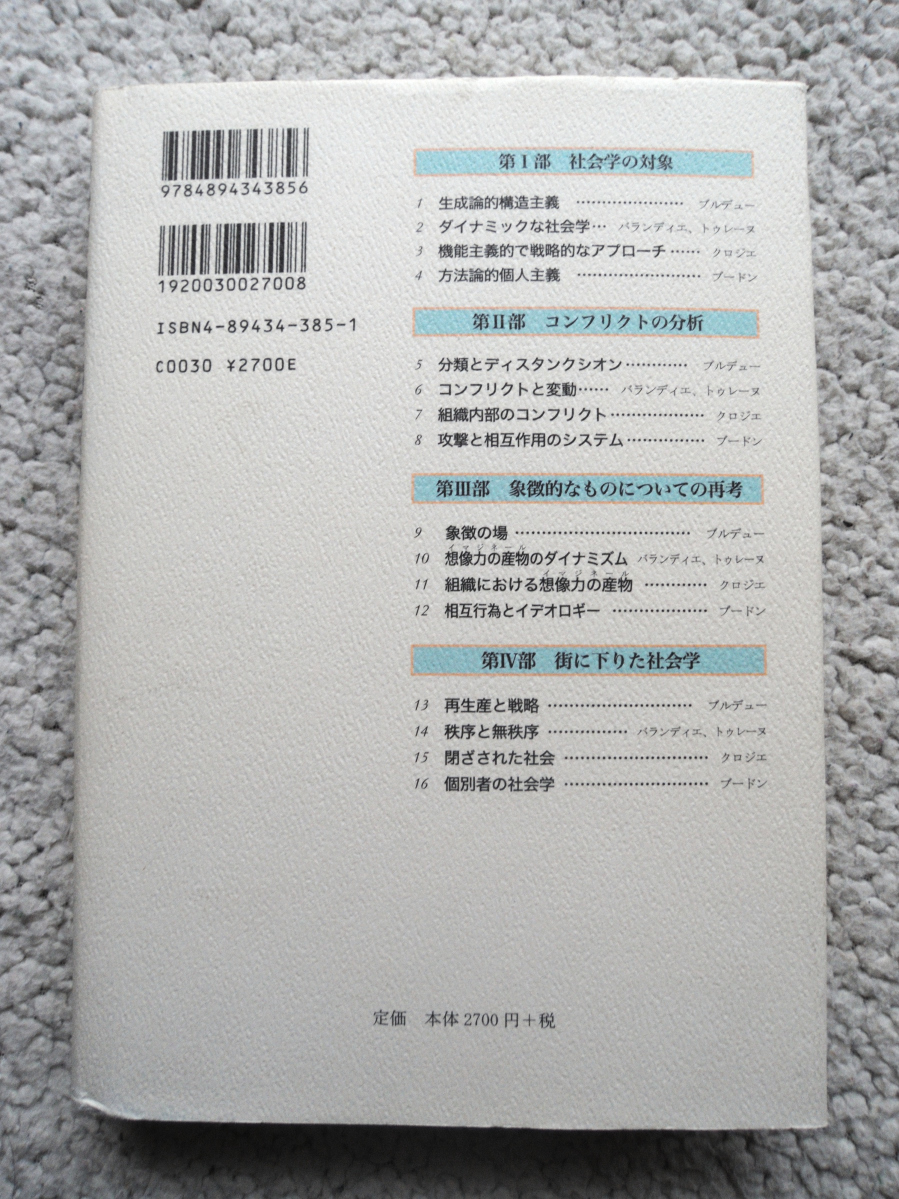 9784894343856
1920030027008
ISBN4-89434-385-1
C0030 ¥2700E
第Ⅰ部 社会学の対象
1 生成論的構造主義 ………………… ブルデュー
2 ダイナミックな社会学… バランディエ、トゥレーヌ
3 機能主義的で戦略的なアプローチ…… クロジエ
4 方法論的個人主義 ………………… ブードン
第Ⅱ部 コンフリクトの分析
5 分類とディスタンクシオン………… ブルデュー
6 コンフリクトと変動…… バランディエ、トゥレーヌ
7 組織内部のコンフリクト……………… クロジエ
8 攻撃と相互作用のシステム…………… ブードン
第Ⅲ部 象徴的なものについての再考
9 象徴の場 …………………………… ブルデュー
イマジネール
10 想像力の産物のダイナミズム バランディエ、トゥレーヌ
イマジネール
11 組織における想像力の産物 ………… クロジエ
12 相互行為とイデオロギー ……………… ブードン
第Ⅳ部 街に下りた社会学
13 再生産と戦略 ……………………… ブルデュー
14 秩序と無秩序 …………… バランディエ、トゥレーヌ
15 閉ざされた社会 ……………………… クロジエ
16 個別者の社会学 ……………………… ブードン
定価 本体2700円+税